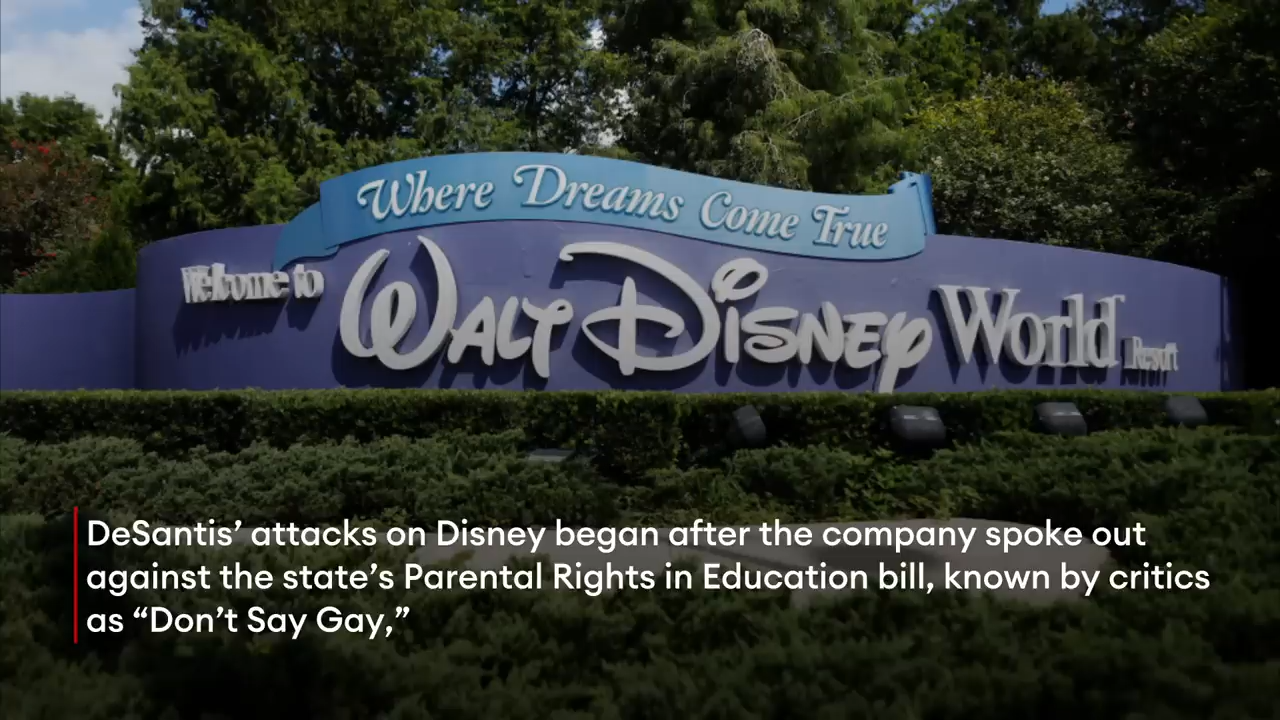 Where Dreams Come True
Welcome to Walt Disney World Resort
DeSantis’ attacks on Disney began after the company spoke out
against the state’s Parental Rights in Education bill, known by critics
as “Don’t Say Gay,”